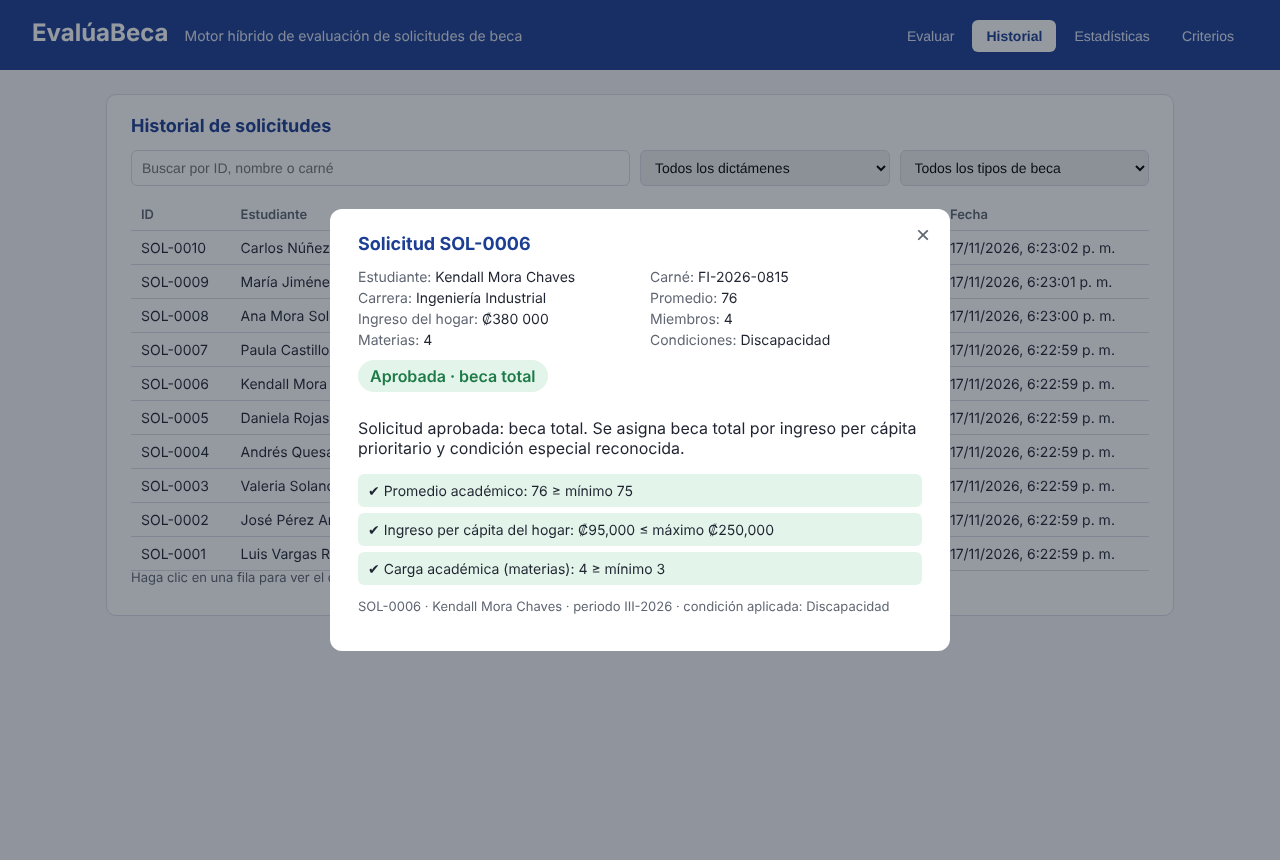 EvalúaBeca
Motor híbrido de evaluación de solicitudes de beca
Evaluar
Historial
Estadísticas
Criterios
Historial de solicitudes
Buscar por ID, nombre o carné
Todos los dictámenes
Todos los tipos de beca
ID Estudiante Fecha
SOL-0010 Carlos Núñez 17/11/2026, 6:23:02 p. m.
SOL-0009 María Jiméne 17/11/2026, 6:23:01 p. m.
SOL-0008 Ana Mora Sol 17/11/2026, 6:23:00 p. m.
SOL-0007 Paula Castillo 17/11/2026, 6:22:59 p. m.
SOL-0006 Kendall Mora 17/11/2026, 6:22:59 p. m.
SOL-0005 Daniela Rojas 17/11/2026, 6:22:59 p. m.
SOL-0004 Andrés Quesa 17/11/2026, 6:22:59 p. m.
SOL-0003 Valeria Solano 17/11/2026, 6:22:59 p. m.
SOL-0002 José Pérez A 17/11/2026, 6:22:59 p. m.
SOL-0001 Luis Vargas R 17/11/2026, 6:22:59 p. m.
Haga clic en una fila para ver el
Solicitud SOL-0006
✕
Estudiante: Kendall Mora Chaves Carné: FI-2026-0815
Carrera: Ingeniería Industrial Promedio: 76
Ingreso del hogar: ₡380 000 Miembros: 4
Materias: 4 Condiciones: Discapacidad
Aprobada · beca total
Solicitud aprobada: beca total. Se asigna beca total por ingreso per cápita
prioritario y condición especial reconocida.
✔ Promedio académico: 76 ≥ mínimo 75
✔ Ingreso per cápita del hogar: ₡95,000 ≤ máximo ₡250,000
✔ Carga académica (materias): 4 ≥ mínimo 3
SOL-0006 · Kendall Mora Chaves · periodo III-2026 · condición aplicada: Discapacidad